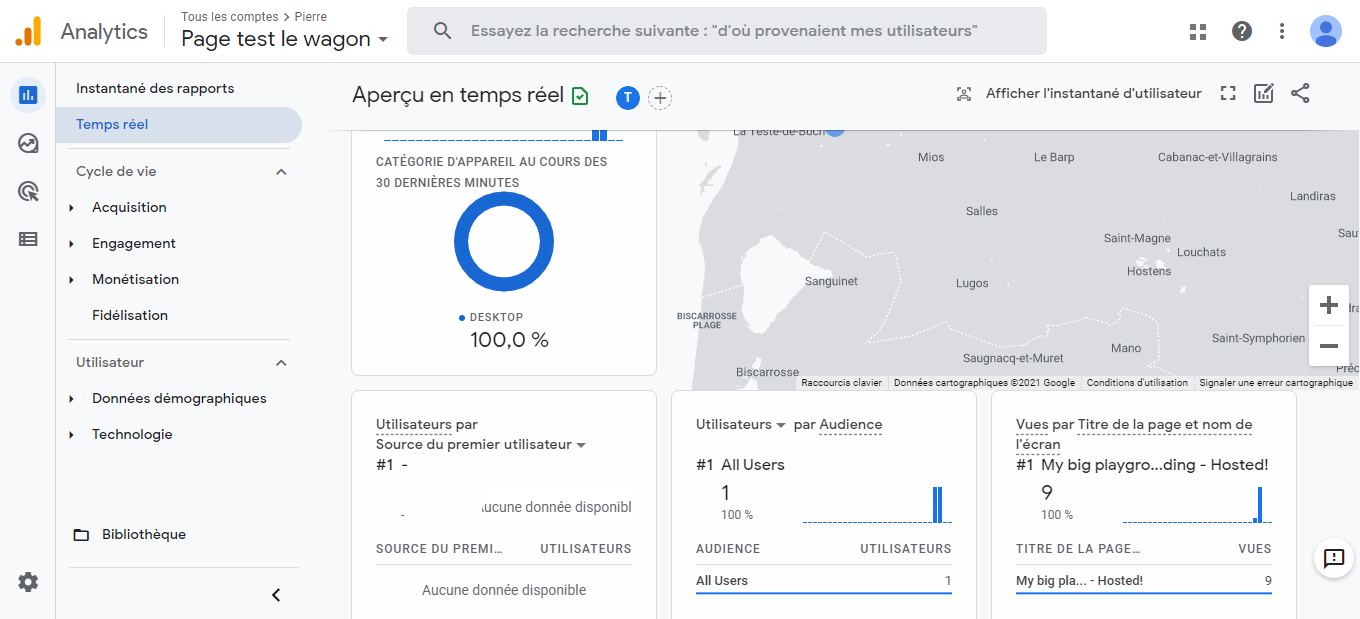 Analytics
Tous les comptes > Pierre
Page test le wagon
Essayez la recherche suivante : "d'où provenaient mes utilisateurs"
Instantané des rapports
Temps réel
Cycle de vie
Acquisition
Engagement
Monétisation
Fidélisation
Utilisateur
Données démographiques
Technologie
Bibliothèque
Aperçu en temps réel
T
Afficher l'instantané d'utilisateur
CATÉGORIE D'APPAREIL AU COURS DES
30 DERNIÈRES MINUTES
DESKTOP
100,0 %
La Teste-de-Buch
Mios
Le Barp
Cabanac-et-Villagrains
Landiras
Salles
Saint-Magne
Louchats
Hostens
Sanguinet
Lugos
BISCARROSSE
PLAGE
Saint-Symphorien
Mano
Saugnacq-et-Muret
Biscarrosse
Raccourcis clavier
Données cartographiques ©2021 Google
Conditions d'utilisation
Signaler une erreur cartographique
Utilisateurs par
Source du premier utilisateur
#1 -
-
ucune donnée disponibl
SOURCE DU PREMI... UTILISATEURS
Aucune donnée disponible
Utilisateurs par Audience
#1 All Users
1
100 %
AUDIENCE UTILISATEURS
All Users 1
Vues par Titre de la page et nom de
l'écran
#1 My big playgro...ding - Hosted!
9
100 %
TITRE DE LA PAGE... VUES
My big pla... - Hosted! 9